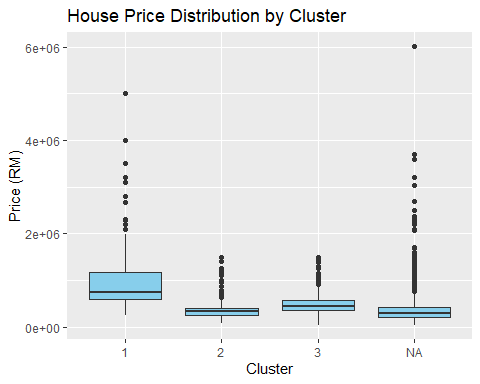 House Price Distribution by Cluster
6e+06
4e+06
2e+06
0e+00
Price (RM)
1 2 3 NA
Cluster